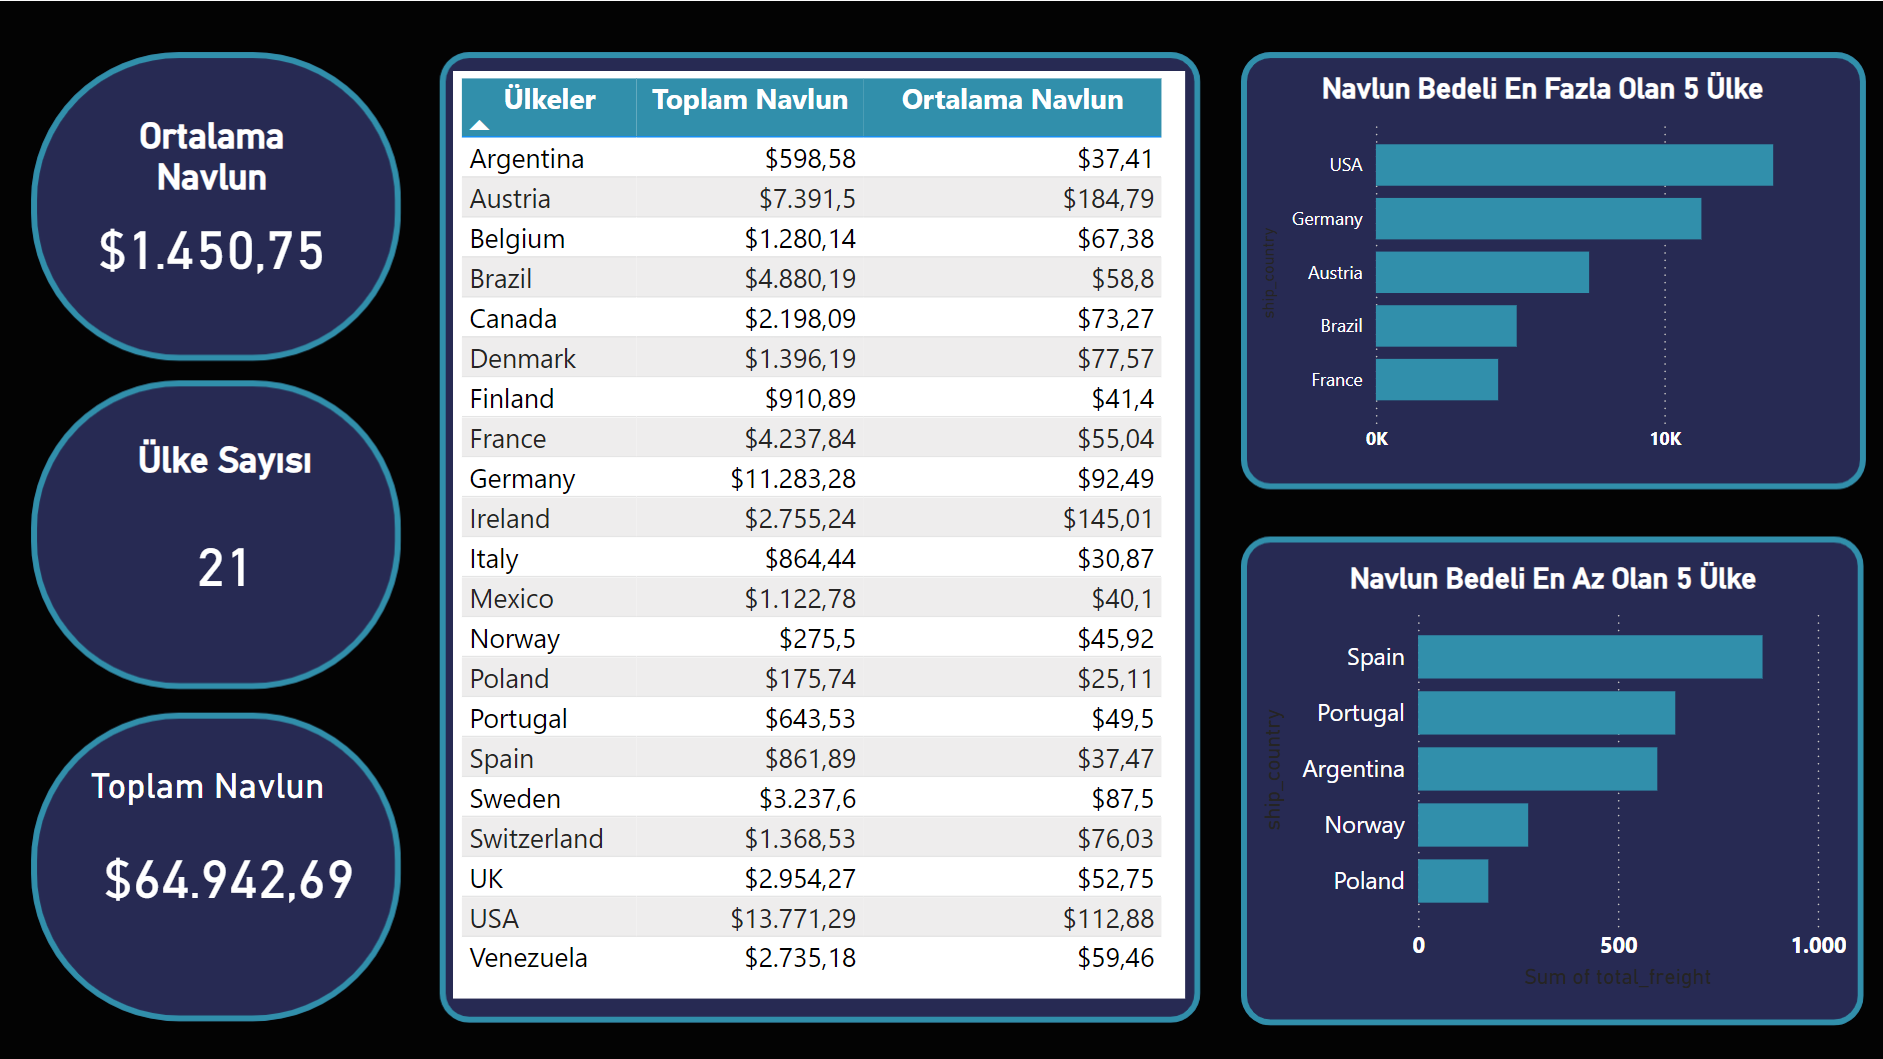 Ortalama
Navlun
$1.450,75
Ülke Sayısı
21
Toplam Navlun
$64.942,69
Ülkeler Toplam Navlun Ortalama Navlun
Argentina $598,58 $37,41
Austria $7.391,5 $184,79
Belgium $1.280,14 $67,38
Brazil $4.880,19 $58,8
Canada $2.198,09 $73,27
Denmark $1.396,19 $77,57
Finland $910,89 $41,4
France $4.237,84 $55,04
Germany $11.283,28 $92,49
Ireland $2.755,24 $145,01
Italy $864,44 $30,87
Mexico $1.122,78 $40,1
Norway $275,5 $45,92
Poland $175,74 $25,11
Portugal $643,53 $49,5
Spain $861,89 $37,47
Sweden $3.237,6 $87,5
Switzerland $1.368,53 $76,03
UK $2.954,27 $52,75
USA $13.771,29 $112,88
Venezuela $2.735,18 $59,46
Navlun Bedeli En Fazla Olan 5 Ülke
ship_country
USA
Germany
Austria
Brazil
France
0K 10K
Navlun Bedeli En Az Olan 5 Ülke
ship_country
Spain
Portugal
Argentina
Norway
Poland
0 500 1.000
Sum of total_freight